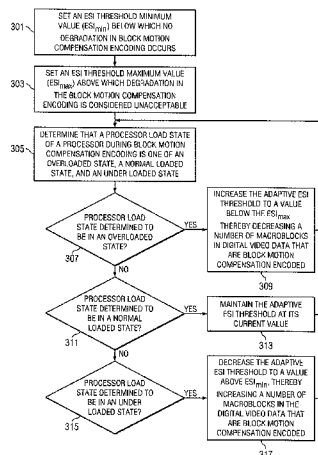 301
SET AN ESI THRESHOLD MINIMUM
VALUE (ESImin) BELOW WHICH NO
DEGRADATION IN BLOCK MOTION
COMPENSATION ENCODING OCCURS
303
SET AN ESI THRESHOLD MAXIMUM VALUE
(ESImax) ABOVE WHICH DEGRADATION IN
THE BLOCK MOTION COMPENSATION
ENCODING IS CONSIDERED UNACCEPTABLE
305
DETERMINE THAT A PROCESSOR LOAD STATE
OF A PROCESSOR DURING BLOCK MOTION
COMPENSATION ENCODING IS ONE OF AN
OVERLOADED STATE, A NORMAL LOADED
STATE, AND AN UNDER LOADED STATE
PROCESSOR LOAD
STATE DETERMINED TO
BE IN AN OVERLOADED
STATE?
307
YES
INCREASE THE ADAPTIVE ESI
THRESHOLD TO A VALUE
BELOW THE ESImax
THEREBY DECREASING A
NUMBER OF MACROBLOCKS
IN DIGITAL VIDEO DATA THAT
ARE BLOCK MOTION
COMPENSATION ENCODED
309
NO
PROCESSOR LOAD
STATE DETERMINED TO
BE IN A NORMAL
LOADED STATE?
311
YES
MAINTAIN THE ADAPTIVE
ESI THRESHOLD AT ITS
CURRENT VALUE
313
NO
PROCESSOR LOAD
STATE DETERMINED TO
BE IN AN UNDER
LOADED STATE?
315
YES
DECREASE THE ADAPTIVE
ESI THRESHOLD TO A VALUE
ABOVE ESImin, THEREBY
INCREASING A NUMBER OF
MACROBLOCKS IN THE
DIGITAL VIDEO DATA THAT
ARE BLOCK MOTION
COMPENSATION ENCODED
317